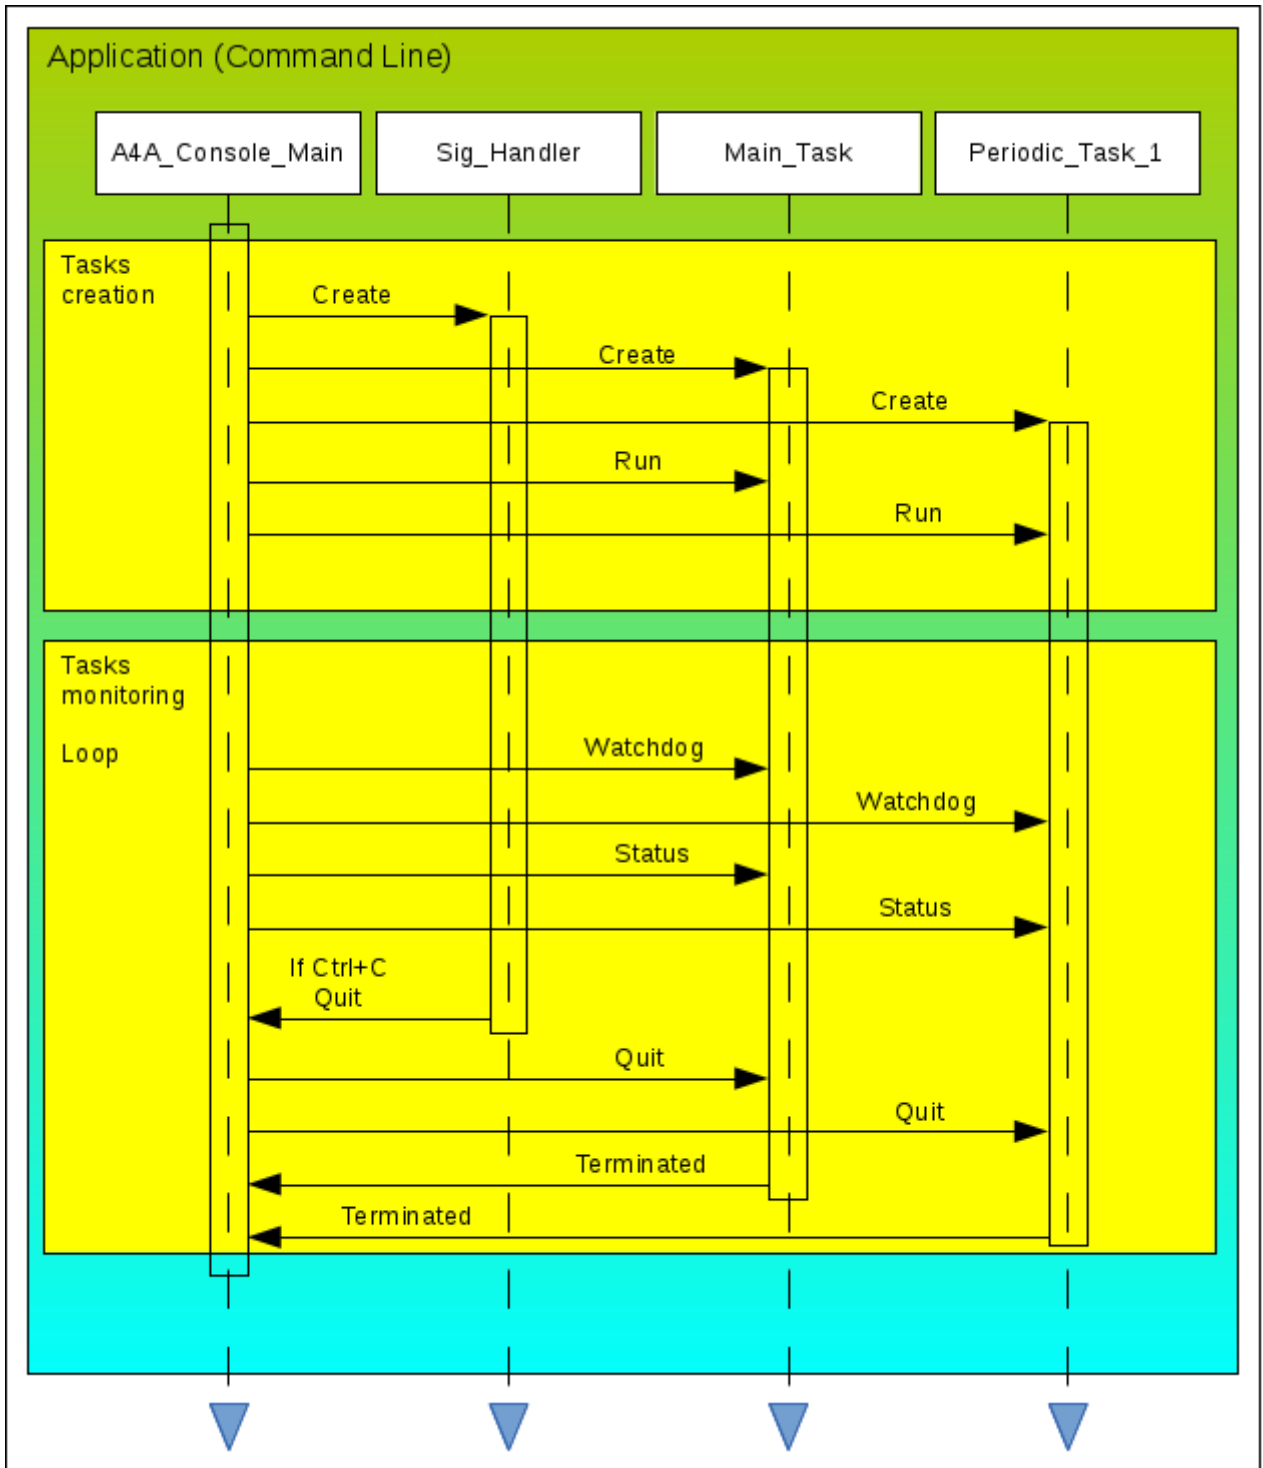 Application (Command Line)
A4A_Console_Main
Sig_Handler
Main_Task
Periodic_Task_1
Tasks
creation
Create
Create
Create
Run
Run
Tasks
monitoring
Loop
Watchdog
Watchdog
Status
Status
If Ctrl+C
Quit
Quit
Quit
Terminated
Terminated